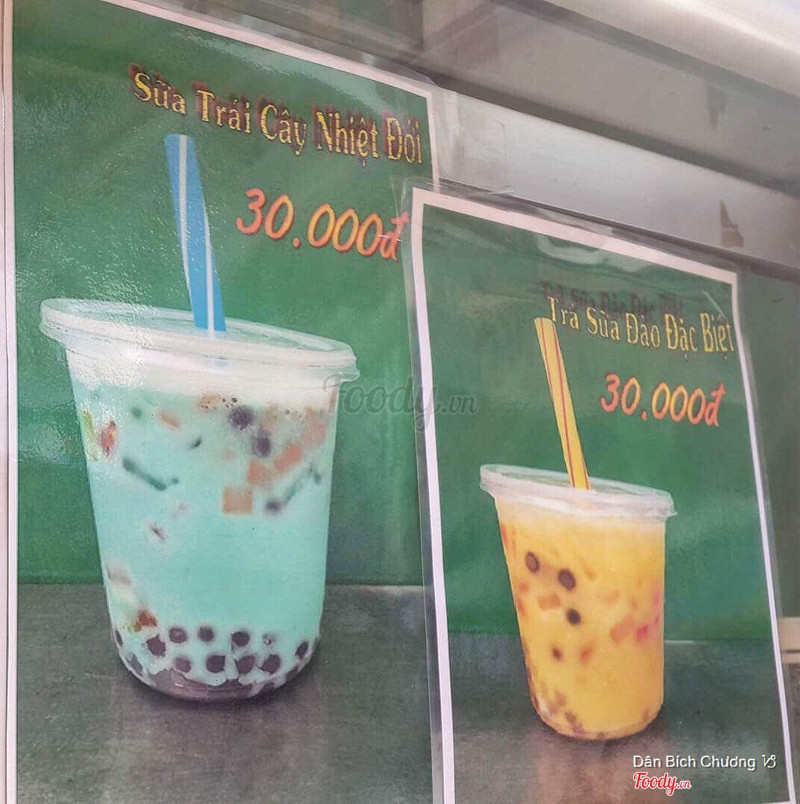 Sữa Trái Cây Nhiệt Đới
30.000đ
Trà Sữa Đào Đặc Biệt
30.000đ
Foody.vn
Dân Bích Chương
Foody.vn